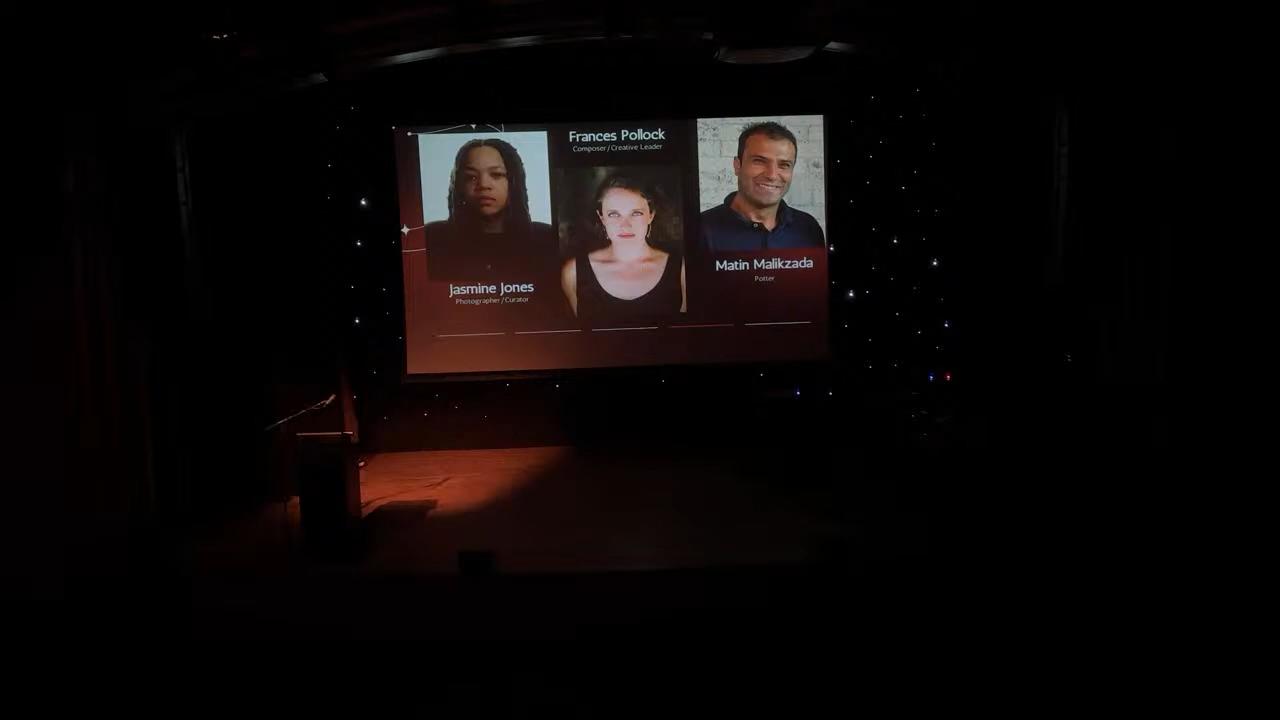 Frances Pollock
Composer/Creative Leader
Jasmine Jones
Photographer/Curator
Matin Malikzada
Potter